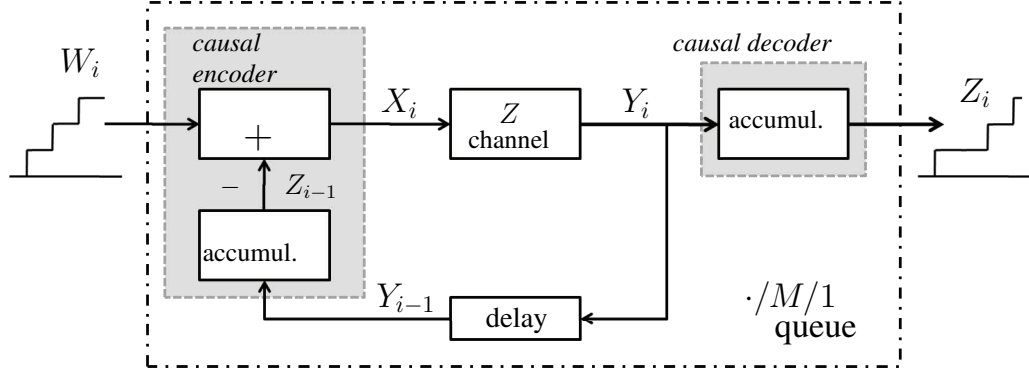 causal
encoder
causal decoder
W_i
X_i
Z
channel
Y_i
accumul.
Z_i
+
−
Z_{i−1}
accumul.
Y_{i−1}
delay
·/M/1
queue